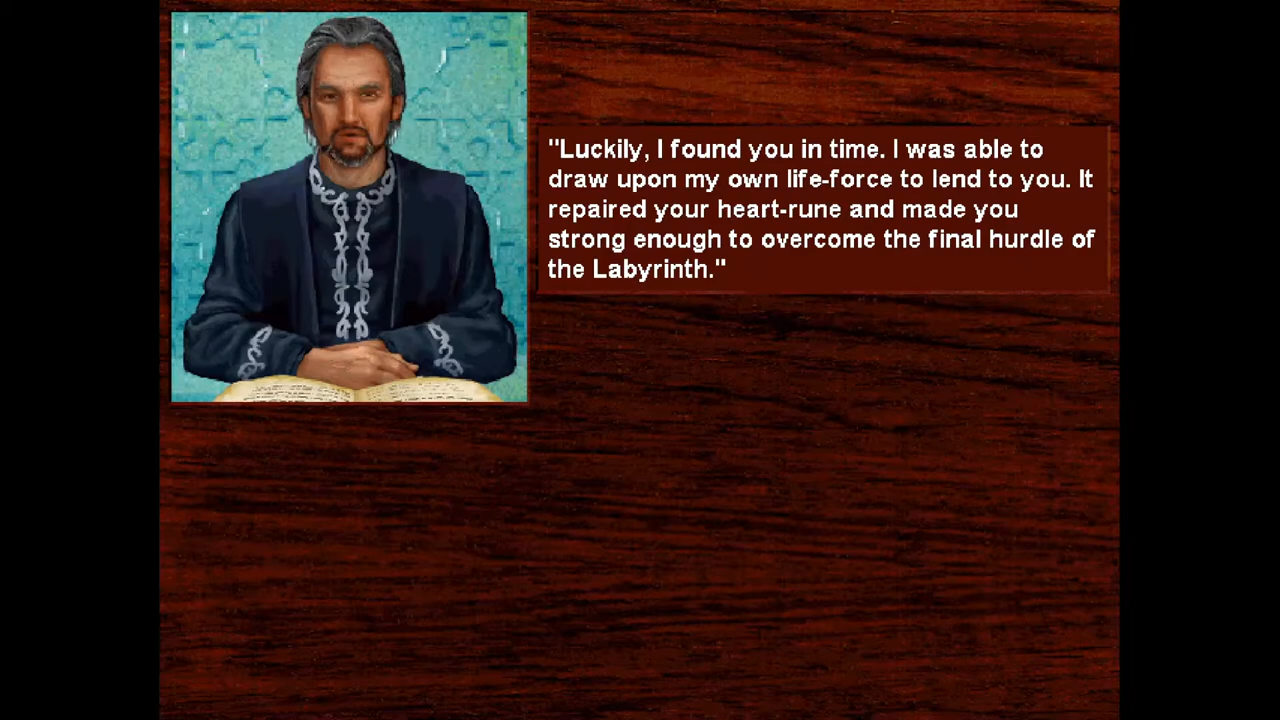 "Luckily, I found you in time. I was able to
draw upon my own life-force to lend to you. It
repaired your heart-rune and made you
strong enough to overcome the final hurdle of
the Labyrinth."